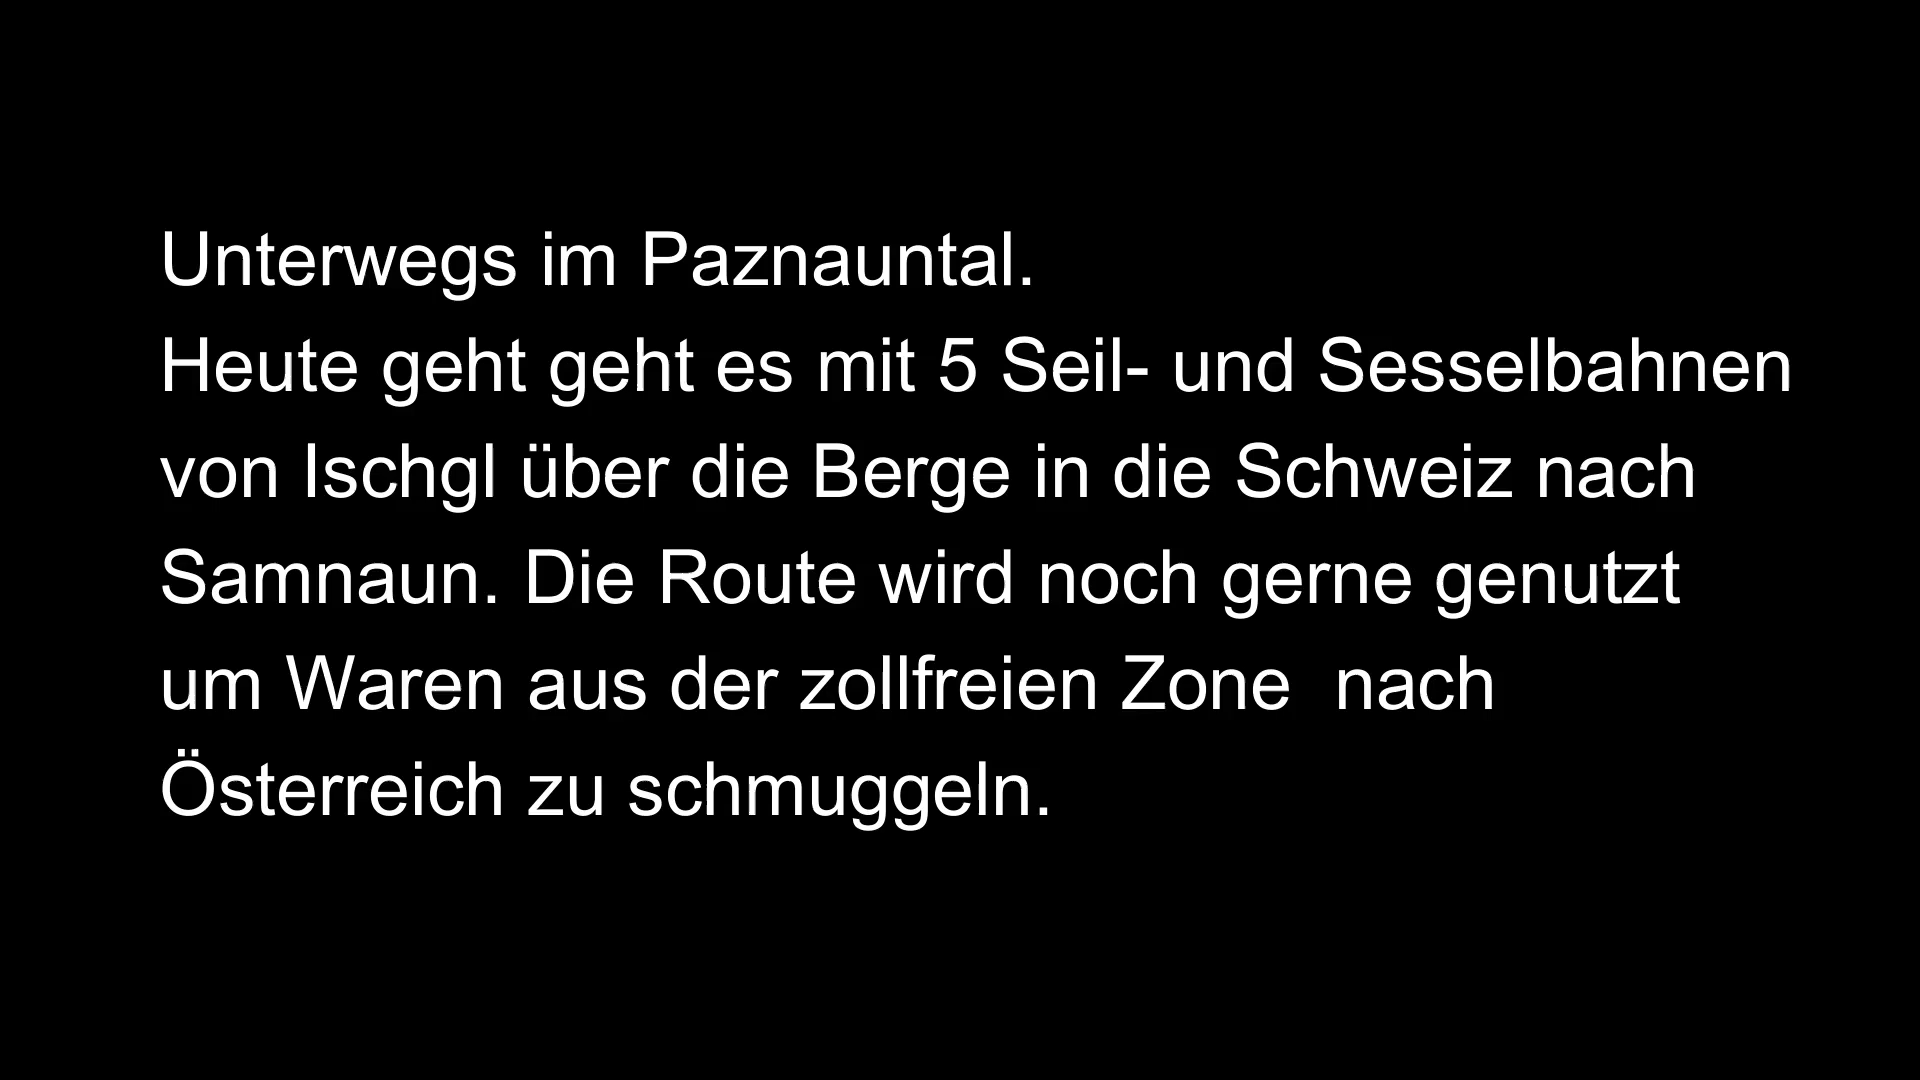 Unterwegs im Paznauntal.
Heute geht geht es mit 5 Seil- und Sesselbahnen
von Ischgl über die Berge in die Schweiz nach
Samnaun. Die Route wird noch gerne genutzt
um Waren aus der zollfreien Zone  nach
Österreich zu schmuggeln.